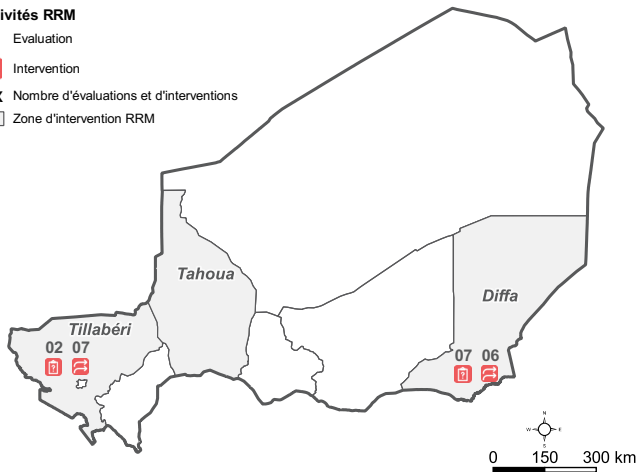 ivités RRM
Evaluation
Intervention
X Nombre d'évaluations et d'interventions
Zone d'intervention RRM
Tahoua
Diffa
Tillabéri
02 07
07 06
N
W E
S
0 150 300 km